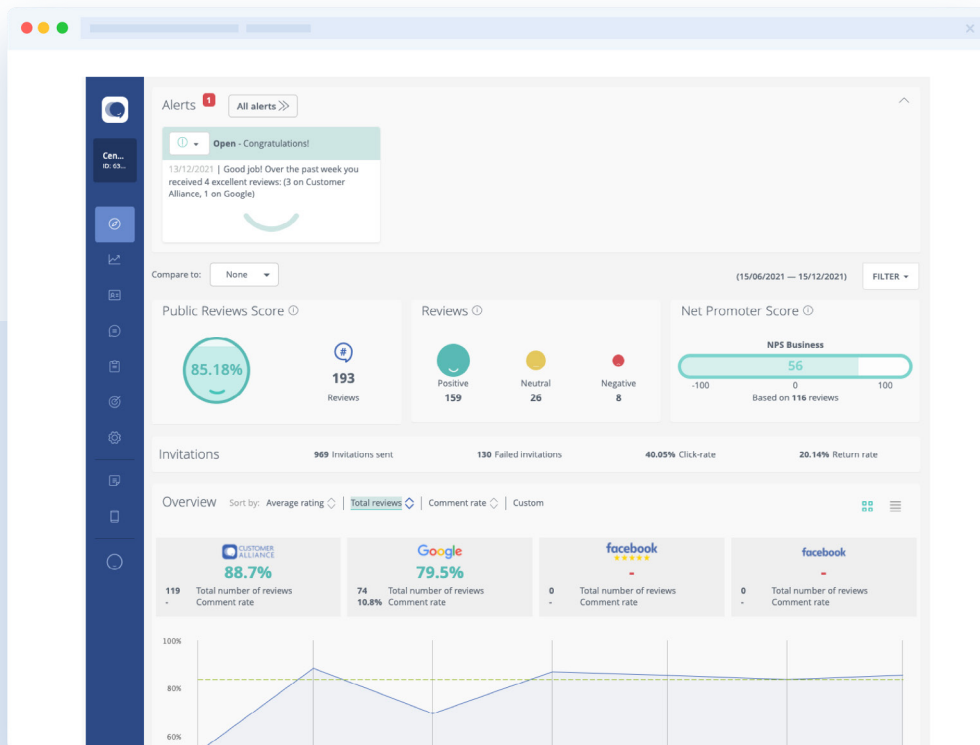 Alerts 1 All alerts
Open - Congratulations!
13/12/2021 | Good job! Over the past week you
received 4 excellent reviews: (3 on Customer
Alliance, 1 on Google)
Cen...
ID: 63...
Compare to: None (15/06/2021 — 15/12/2021) FILTER
Public Reviews Score
85.18%
#
193
Reviews
Reviews
Positive Neutral Negative
159 26 8
Net Promoter Score
NPS Business
56
-100 0 100
Based on 116 reviews
Invitations 969 Invitations sent 130 Failed invitations 40.05% Click-rate 20.14% Return rate
Overview Sort by: Average rating | Total reviews | Comment rate | Custom
CUSTOMER
ALLIANCE
88.7%
119 Total number of reviews
- Comment rate
Google
79.5%
74 Total number of reviews
10.8% Comment rate
facebook
-
0 Total number of reviews
- Comment rate
facebook
-
0 Total number of reviews
- Comment rate
100%
80%
60%